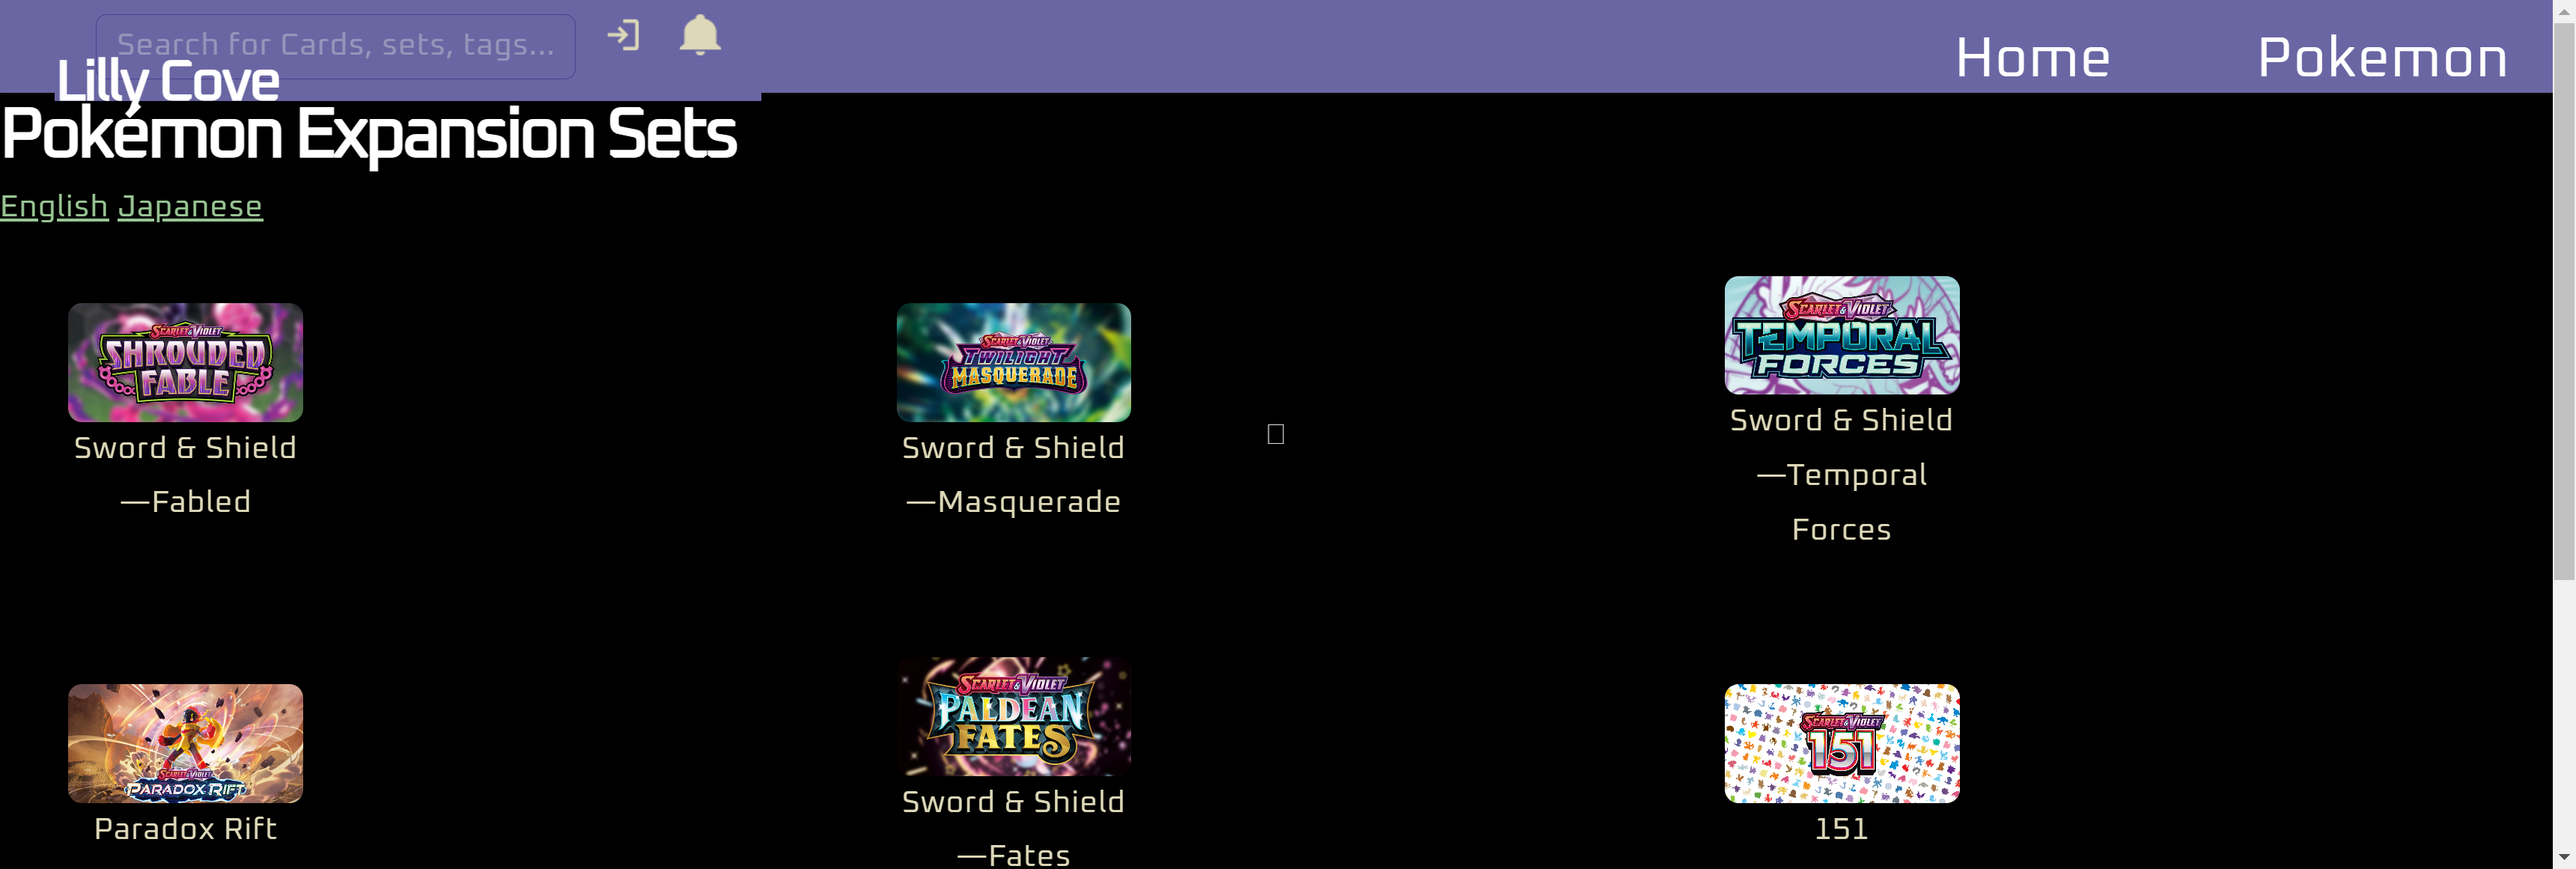 Search for Cards, sets, tags...
Home
Pokemon
Lilly Cove
Pokémon Expansion Sets
English Japanese
SCARLET & VIOLET
SHROUDED
FABLE
Sword & Shield
—Fabled
SCARLET & VIOLET
TWILIGHT
MASQUERADE
Sword & Shield
—Masquerade
SCARLET & VIOLET
TEMPORAL
FORCES
Sword & Shield
—Temporal
Forces
SCARLET & VIOLET
PARADOX RIFT
Paradox Rift
SCARLET & VIOLET
PALDEAN
FATES
Sword & Shield
—Fates
SCARLET & VIOLET
151
151